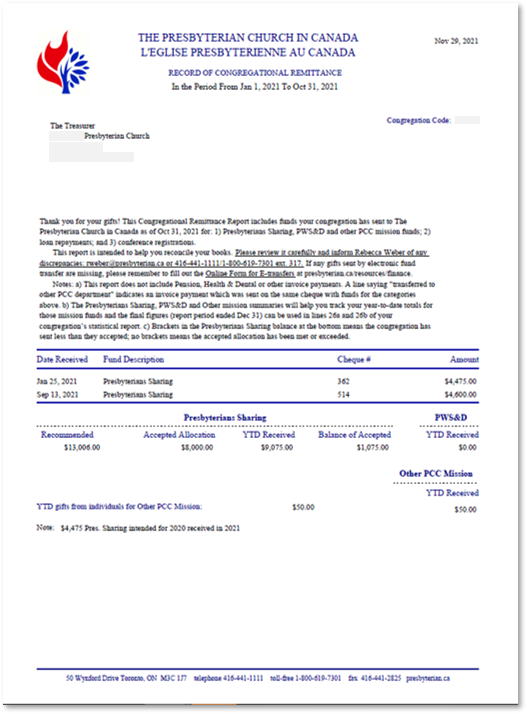 THE PRESBYTERIAN CHURCH IN CANADA
L'EGLISE PRESBYTERIENNE AU CANADA
Nov 29, 2021
RECORD OF CONGREGATIONAL REMITTANCE
In the Period From Jan 1, 2021 To Oct 31, 2021
Congregation Code:
The Treasurer
Presbyterian Church
Thank you for your gifts! This Congregational Remittance Report includes funds your congregation has sent to The
Presbyterian Church in Canada as of Oct 31, 2021 for: 1) Presbyterians Sharing, PWS&D and other PCC mission funds; 2)
loan repayments; and 3) conference registrations.
This report is intended to help you reconcile your books. Please review it carefully and inform Rebecca Weber of any
discrepancies: rweber@presbyterian.ca or 416-441-1111/1-800-619-7301 ext. 317. If any gifts sent by electronic fund
transfer are missing, please remember to fill out the Online Form for E-transfers at presbyterian.ca/resources/finance.
Notes: a) This report does not include Pension, Health & Dental or other invoice payments. A line saying "transferred to
other PCC department" indicates an invoice payment which was sent on the same cheque with funds for the categories
above. b) The Presbyterians Sharing, PWS&D and Other mission summaries will help you track your year-to-date totals for
those mission funds and the final figures (report period ended Dec 31) can be used in lines 26a and 26b of your
congregation's statistical report. c) Brackets in the Presbyterians Sharing balance at the bottom means the congregation has
sent less than they accepted; no brackets means the accepted allocation has been met or exceeded.
Date Received Fund Description Cheque # Amount
Jan 25, 2021 Presbyterians Sharing 362 $4,475.00
Sep 13, 2021 Presbyterians Sharing 514 $4,600.00
Presbyterians Sharing PWS&D
Recommended Accepted Allocation YTD Received Balance of Accepted YTD Received
$13,006.00 $8,000.00 $9,075.00 $1,075.00 $0.00
Other PCC Mission
YTD Received
YTD gifts from individuals for Other PCC Mission: $50.00 $50.00
Note: $4,475 Pres. Sharing intended for 2020 received in 2021
50 Wynford Drive Toronto, ON M3C 1J7 telephone 416-441-1111 toll-free 1-800-619-7301 fax 416-441-2825 presbyterian.ca